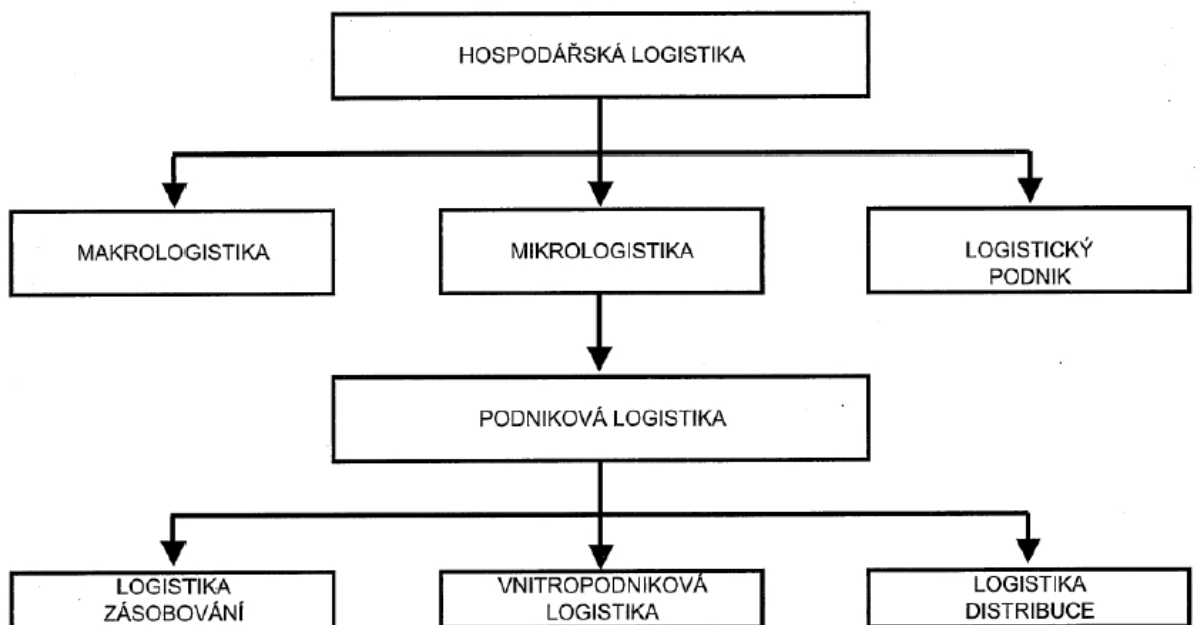 HOSPODÁŘSKÁ LOGISTIKA
MAKROLOGISTIKA
MIKROLOGISTIKA
LOGISTICKÝ
PODNIK
PODNIKOVÁ LOGISTIKA
LOGISTIKA
ZÁSOBOVÁNÍ
VNITROPODNIKOVÁ
LOGISTIKA
LOGISTIKA
DISTRIBUCE